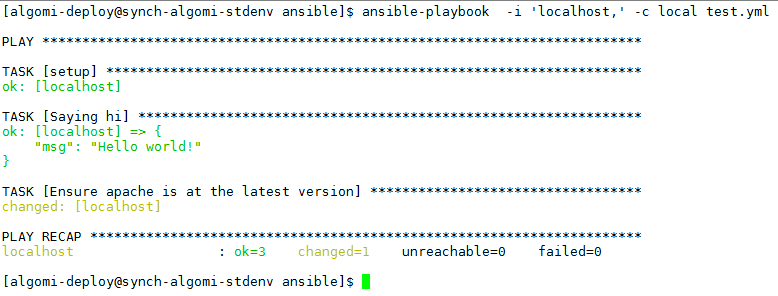 [algomi-deploy@synch-algomi-stdenv ansible]$ ansible-playbook  -i 'localhost,' -c local test.yml
PLAY ***************************************************************************
TASK [setup] *******************************************************************
ok: [localhost]
TASK [Saying hi] ***************************************************************
ok: [localhost] => {
    "msg": "Hello world!"
}
TASK [Ensure apache is at the latest version] **********************************
changed: [localhost]
PLAY RECAP *********************************************************************
localhost                  : ok=3    changed=1    unreachable=0    failed=0
[algomi-deploy@synch-algomi-stdenv ansible]$